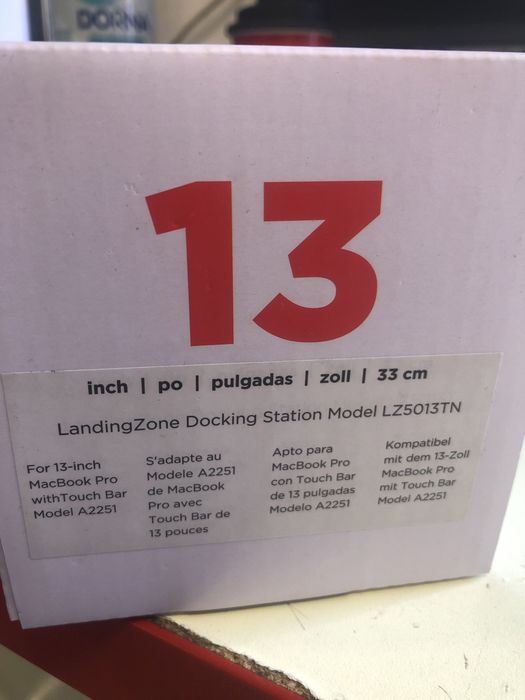 DORNA
13
inch | po | pulgadas | zoll | 33 cm
LandingZone Docking Station Model LZ5013TN
For 13-inch
MacBook Pro
withTouch Bar
Model A2251
S'adapte au
Modele A2251
de MacBook
Pro avec
Touch Bar de
13 pouces
Apto para
MacBook Pro
con Touch Bar
de 13 pulgadas
Modelo A2251
Kompatibel
mit dem 13-Zoll
MacBook Pro
mit Touch Bar
Model A2251